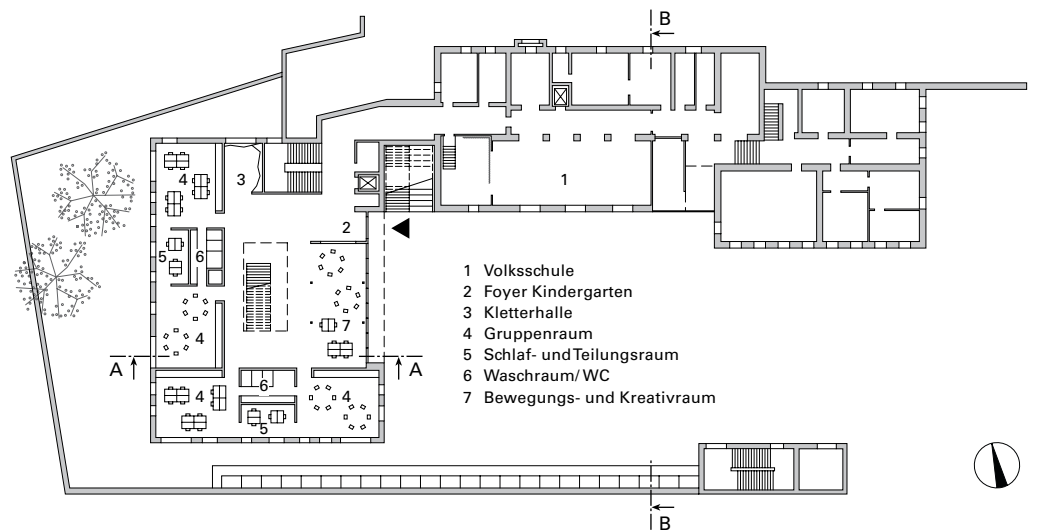 B
4
3
1
2
5
6
7
4
A
A
6
4
4
5
1 Volksschule
2 Foyer Kindergarten
3 Kletterhalle
4 Gruppenraum
5 Schlaf- und Teilungsraum
6 Waschraum/ WC
7 Bewegungs- und Kreativraum
B